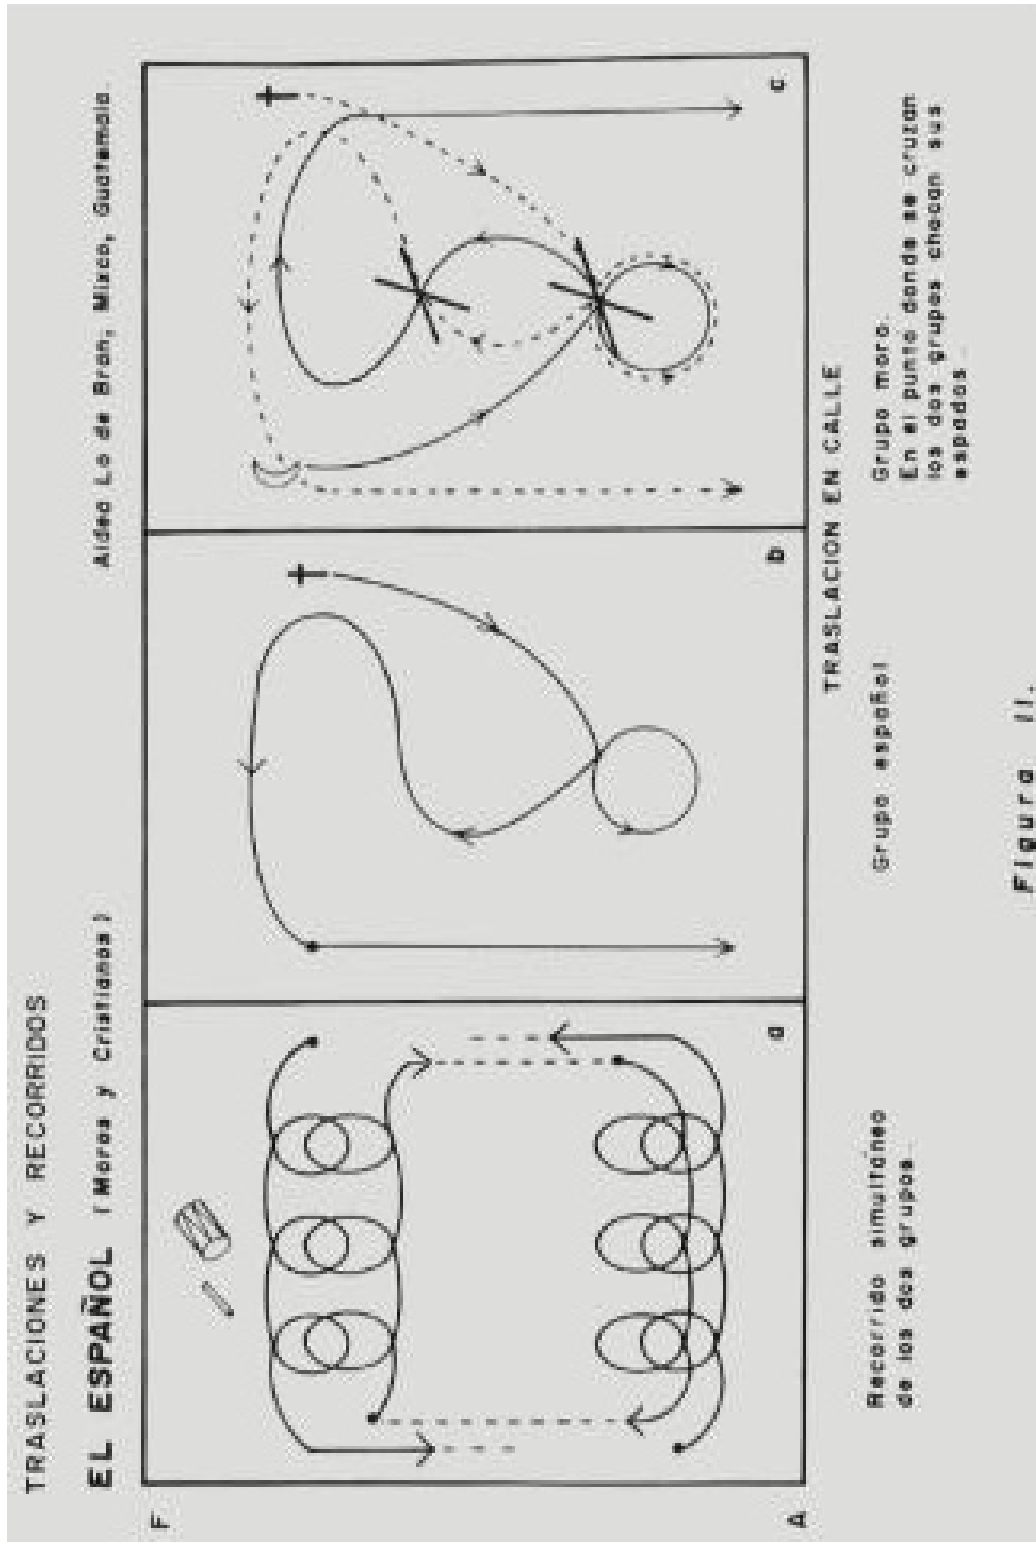 TRASLACIONES Y RECORRIDOS
EL ESPAÑOL (Moros y Cristianos)
Aldea Lo de Bran, Mixco, Guatemala.
F
A
a
b
c
TRASLACION EN CALLE
Recorrido simultáneo
de los dos grupos.
Grupo español
Grupo moro.
En el punto donde se cruzan
los dos grupos chocan sus
espadas.
Figura 11.